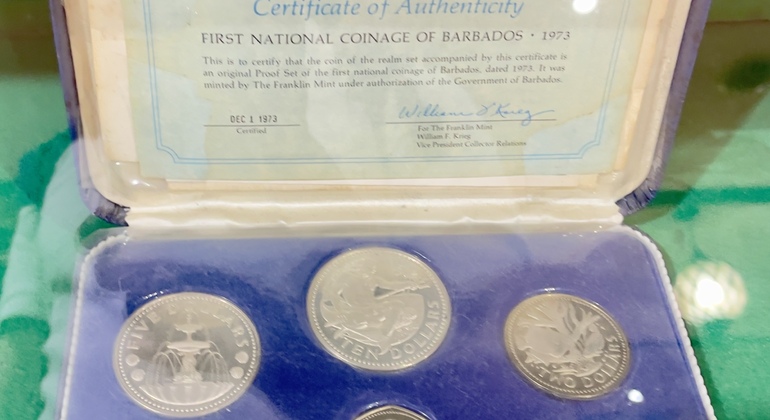 Certificate of Authenticity
FIRST NATIONAL COINAGE OF BARBADOS · 1973
This is to certify that the coin of the realm set accompanied by this certificate is
an original Proof Set of the first national coinage of Barbados, dated 1973. It was
minted by The Franklin Mint under authorization of the Government of Barbados.
DEC 1 1973
Certified
William F. Krieg
For The Franklin Mint
William F. Krieg
Vice President Collector Relations
FIVE DOLLARS
TEN DOLLARS
TWO DOLLARS